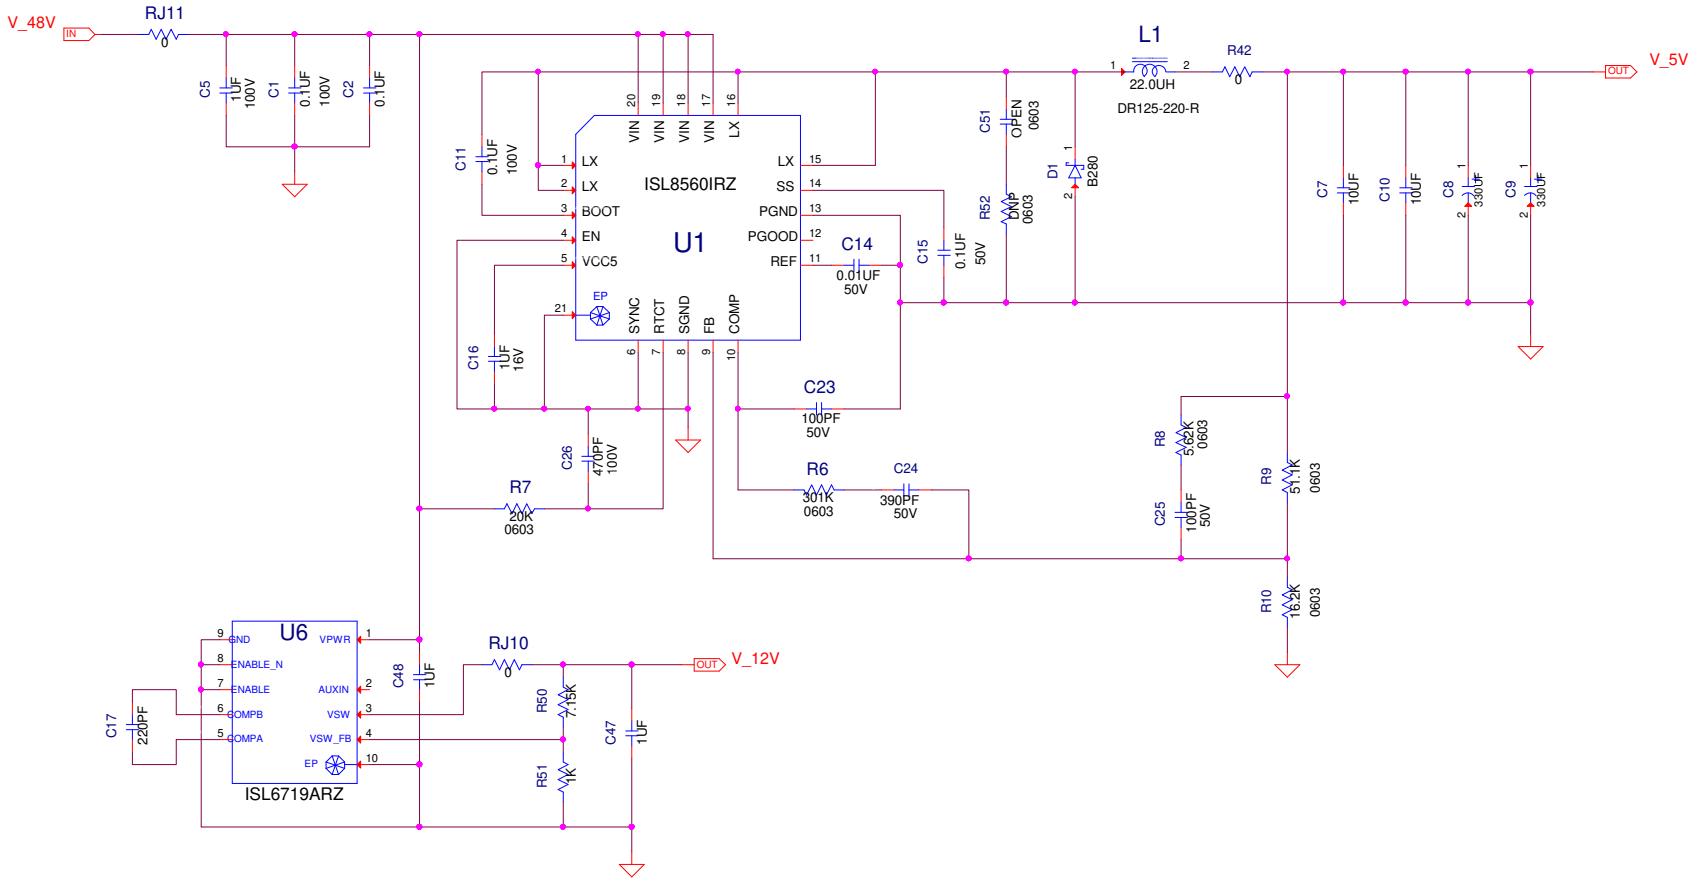 V_48V
IN
RJ11
0
C5
1UF
100V
C1
0.1UF
100V
C2
0.1UF
C11
0.1UF
100V
20
19
18
17
16
VIN
VIN
VIN
VIN
LX
1
LX
2
LX
3
BOOT
4
EN
5
VCC5
21
EP
ISL8560IRZ
U1
LX
15
SS
14
PGND
13
PGOOD
12
REF
11
SYNC
RTCT
SGND
FB
COMP
6
7
8
9
10
C14
0.01UF
50V
C15
0.1UF
50V
C51
OPEN
0603
R52
DNP
0603
D1
B280
1
2
L1
1
2
22.0UH
DR125-220-R
R42
0
OUT
V_5V
C7
10UF
C10
10UF
C8
330UF
1
2
C9
330UF
1
2
C16
1UF
16V
C26
470PF
100V
R7
20K
0603
C23
100PF
50V
R6
301K
0603
C24
390PF
50V
R8
5.62K
0603
C25
100PF
50V
R9
51.1K
0603
R10
16.2K
0603
U6
9
GND
8
ENABLE_N
7
ENABLE
6
COMPB
5
COMPA
VPWR
1
AUXIN
2
VSW
3
VSW_FB
4
EP
10
ISL6719ARZ
C17
220PF
C48
1UF
RJ10
0
OUT
V_12V
R50
7.15K
R51
1K
C47
1UF